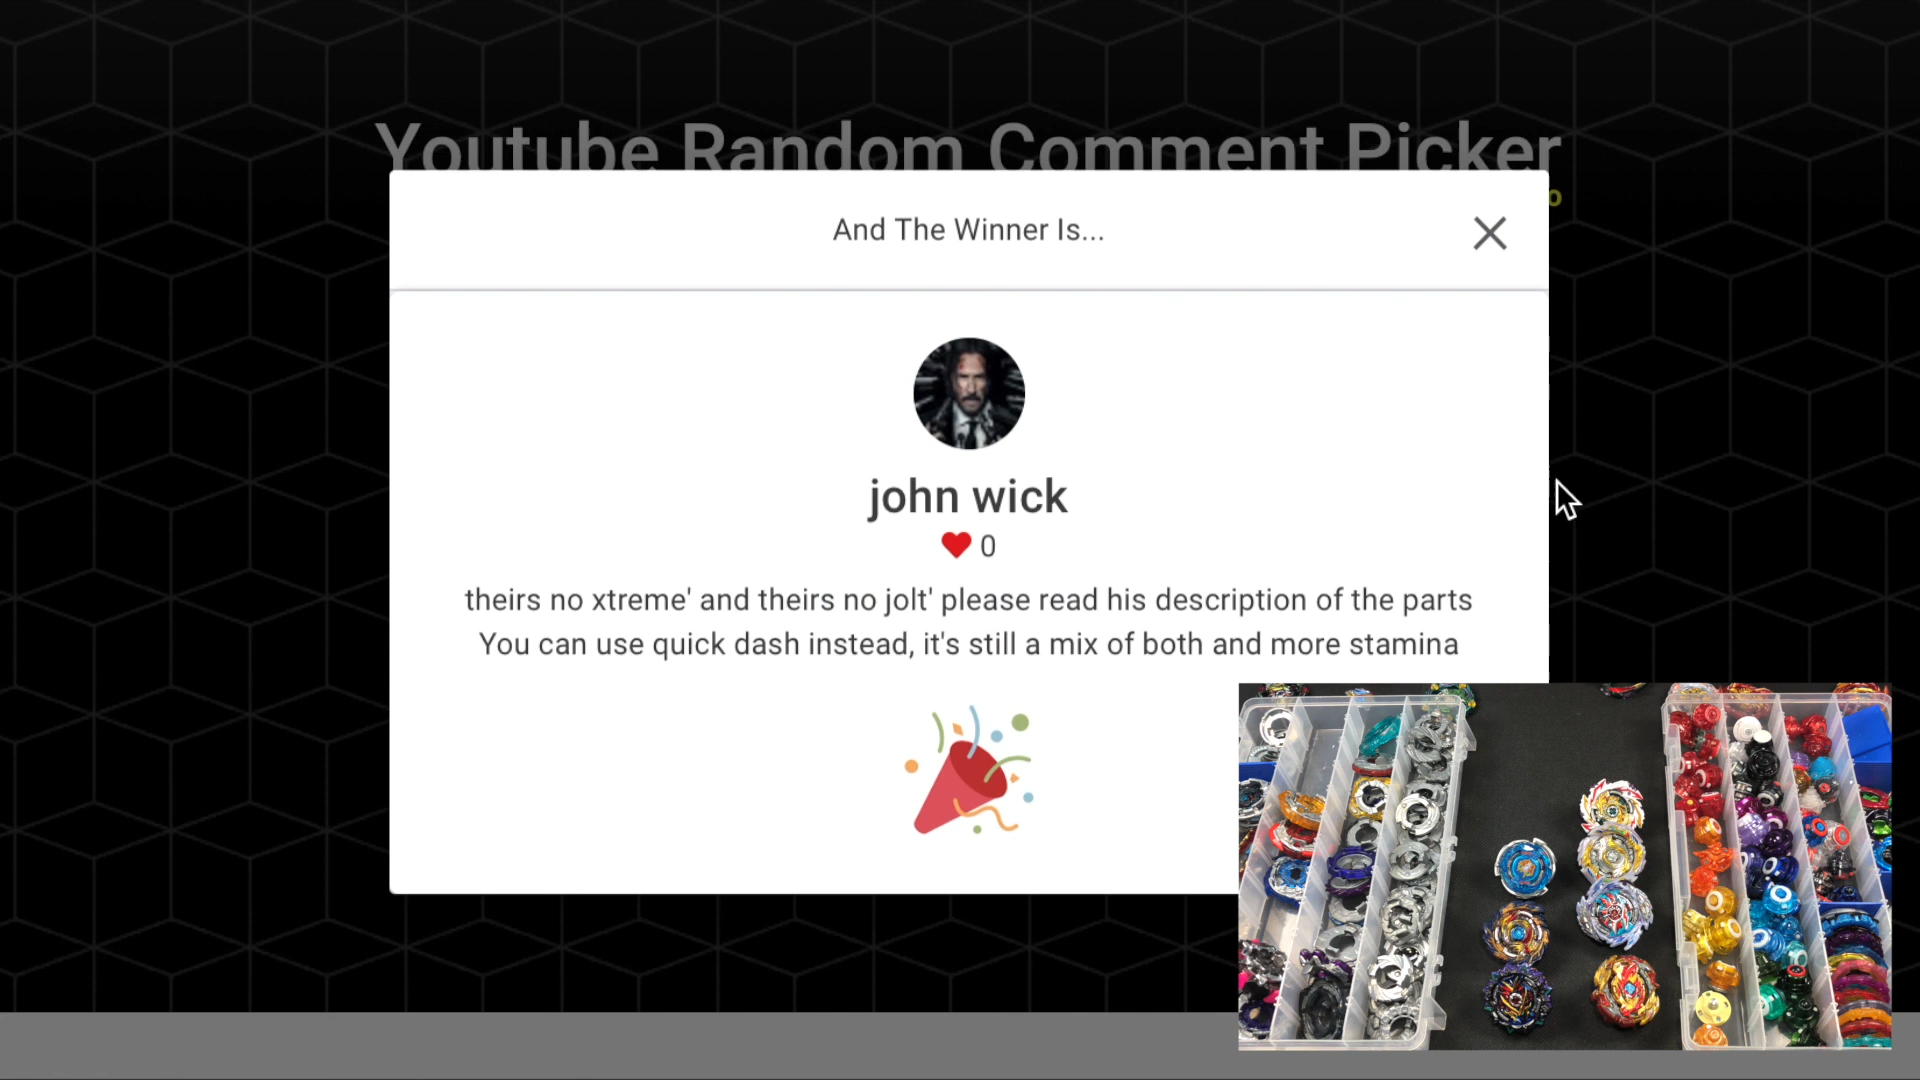 Youtube Random Comment Picker
o
And The Winner Is...
john wick
0
theirs no xtreme' and theirs no jolt' please read his description of the parts
You can use quick dash instead, it's still a mix of both and more stamina